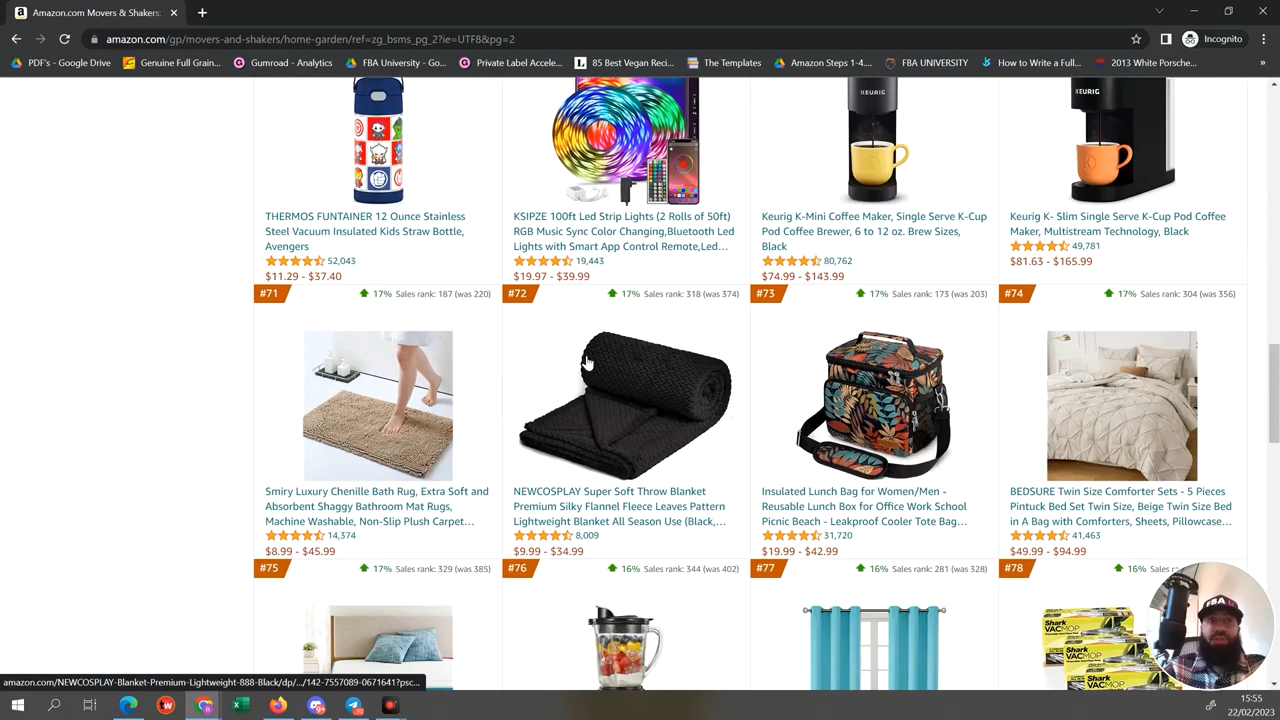 a Amazon.com Movers & Shakers:
amazon.com/gp/movers-and-shakers/home-garden/ref=zg_bsms_pg_2?ie=UTF8&pg=2
Incognito
PDF's - Google Drive
Genuine Full Grain...
Gumroad - Analytics
FBA University - Go...
Private Label Accele...
85 Best Vegan Reci...
The Templates
Amazon Steps 1-4....
FBA UNIVERSITY
How to Write a Full...
2013 White Porsche...
»
KEURIG
KEURIG
THERMOS FUNTAINER 12 Ounce Stainless
Steel Vacuum Insulated Kids Straw Bottle,
Avengers
52,043
$11.29 - $37.40
KSIPZE 100ft Led Strip Lights (2 Rolls of 50ft)
RGB Music Sync Color Changing,Bluetooth Led
Lights with Smart App Control Remote,Led...
19,443
$19.97 - $39.99
Keurig K-Mini Coffee Maker, Single Serve K-Cup
Pod Coffee Brewer, 6 to 12 oz. Brew Sizes,
Black
80,762
$74.99 - $143.99
Keurig K- Slim Single Serve K-Cup Pod Coffee
Maker, Multistream Technology, Black
49,781
$81.63 - $165.99
#71 17% Sales rank: 187 (was 220)
#72 17% Sales rank: 318 (was 374)
#73 17% Sales rank: 173 (was 203)
#74 17% Sales rank: 304 (was 356)
Smiry Luxury Chenille Bath Rug, Extra Soft and
Absorbent Shaggy Bathroom Mat Rugs,
Machine Washable, Non-Slip Plush Carpet...
14,374
$8.99 - $45.99
NEWCOSPLAY Super Soft Throw Blanket
Premium Silky Flannel Fleece Leaves Pattern
Lightweight Blanket All Season Use (Black,...
8,009
$9.99 - $34.99
Insulated Lunch Bag for Women/Men -
Reusable Lunch Box for Office Work School
Picnic Beach - Leakproof Cooler Tote Bag...
31,720
$19.99 - $42.99
BEDSURE Twin Size Comforter Sets - 5 Pieces
Pintuck Bed Set Twin Size, Beige Twin Size Bed
in A Bag with Comforters, Sheets, Pillowcase...
41,463
$49.99 - $94.99
#75 17% Sales rank: 329 (was 385)
#76 16% Sales rank: 344 (was 402)
#77 16% Sales rank: 281 (was 328)
#78 16% Sales
Shark
VACMOP
Shark
VACMOP
Shark
VACMOP
FBA
amazon.com/NEWCOSPLAY-Blanket-Premium-Lightweight-888-Black/dp/.../142-7557089-0671641?psc...
15:55
22/02/2023